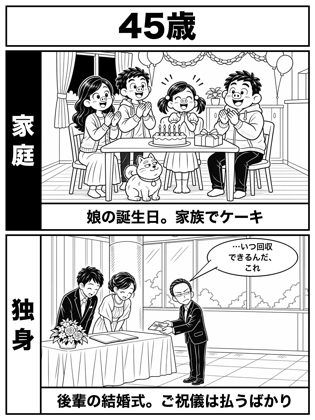 45歳
家庭
娘の誕生日。家族でケーキ
独身
…いつ回収
できるんだ、
これ
後輩の結婚式。ご祝儀は払うばかり